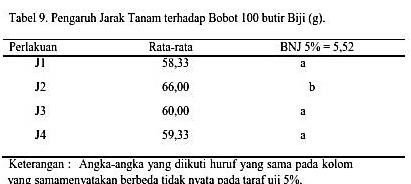 Tabel 9. Pengaruh Jarak Tanam terhadap Bobot 100 butir Biji (g).
Perlakuan Rata-rata BNJ 5% = 5,52
J1 58,33 a
J2 66,00 b
J3 60,00 a
J4 59,33 a
Keterangan : Angka-angka yang diikuti huruf yang sama pada kolom
yang samamenyatakan berbeda tidak nyata pada taraf uji 5%.